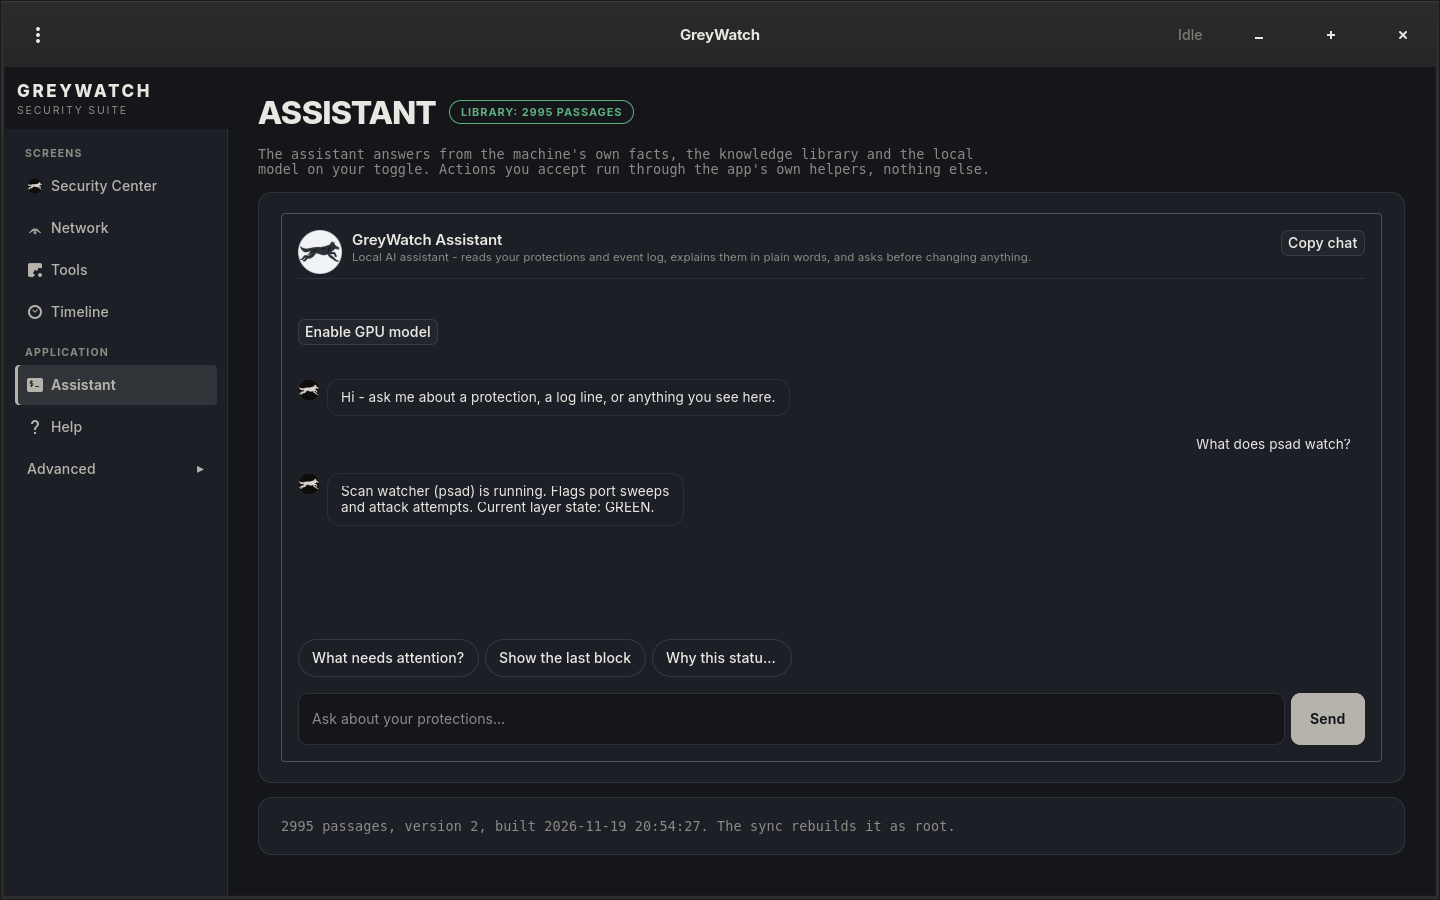 GreyWatch
Idle
GREYWATCH
SECURITY SUITE
SCREENS
Security Center
Network
Tools
Timeline
APPLICATION
Assistant
Help
Advanced
ASSISTANT
LIBRARY: 2995 PASSAGES
The assistant answers from the machine's own facts, the knowledge library and the local
model on your toggle. Actions you accept run through the app's own helpers, nothing else.
GreyWatch Assistant
Local AI assistant - reads your protections and event log, explains them in plain words, and asks before changing anything.
Copy chat
Enable GPU model
Hi - ask me about a protection, a log line, or anything you see here.
What does psad watch?
Scan watcher (psad) is running. Flags port sweeps
and attack attempts. Current layer state: GREEN.
What needs attention?
Show the last block
Why this statu...
Ask about your protections...
Send
2995 passages, version 2, built 2026-11-19 20:54:27. The sync rebuilds it as root.